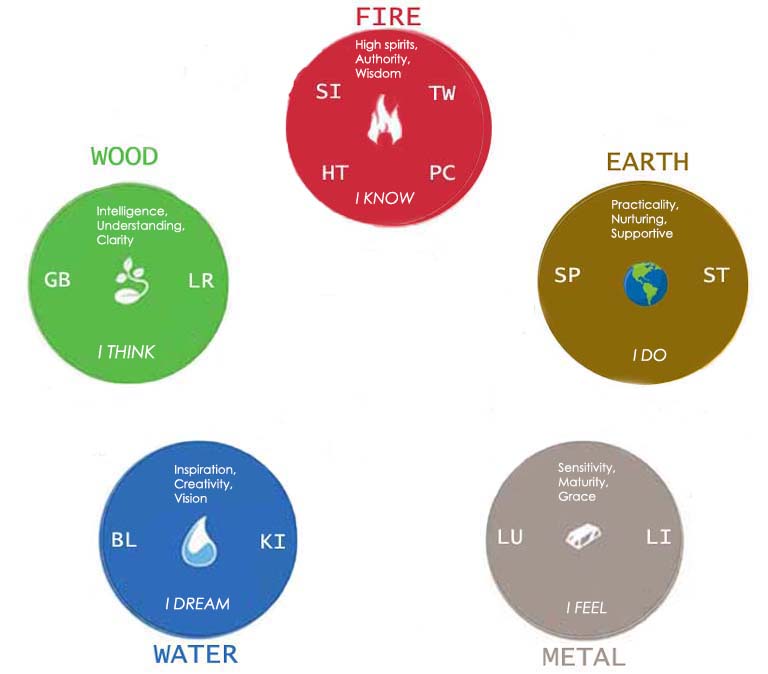 FIRE
High spirits,
Authority,
Wisdom
SI
TW
HT
PC
I KNOW
WOOD
Intelligence,
Understanding,
Clarity
GB
LR
I THINK
EARTH
Practicality,
Nurturing,
Supportive
SP
ST
I DO
Inspiration,
Creativity,
Vision
BL
KI
I DREAM
WATER
Sensitivity,
Maturity,
Grace
LU
LI
I FEEL
METAL